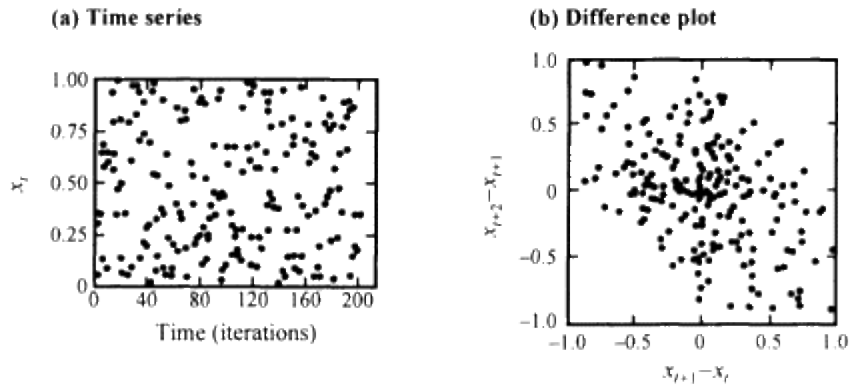 (a) Time series
(b) Difference plot
1.00
0.75
0.50
0.25
0
x_t
0 40 80 120 160 200
Time (iterations)
1.0
0.5
0
−0.5
−1.0
x_{t+2}−x_{t+1}
−1.0 −0.5 0 0.5 1.0
x_{t+1}−x_t